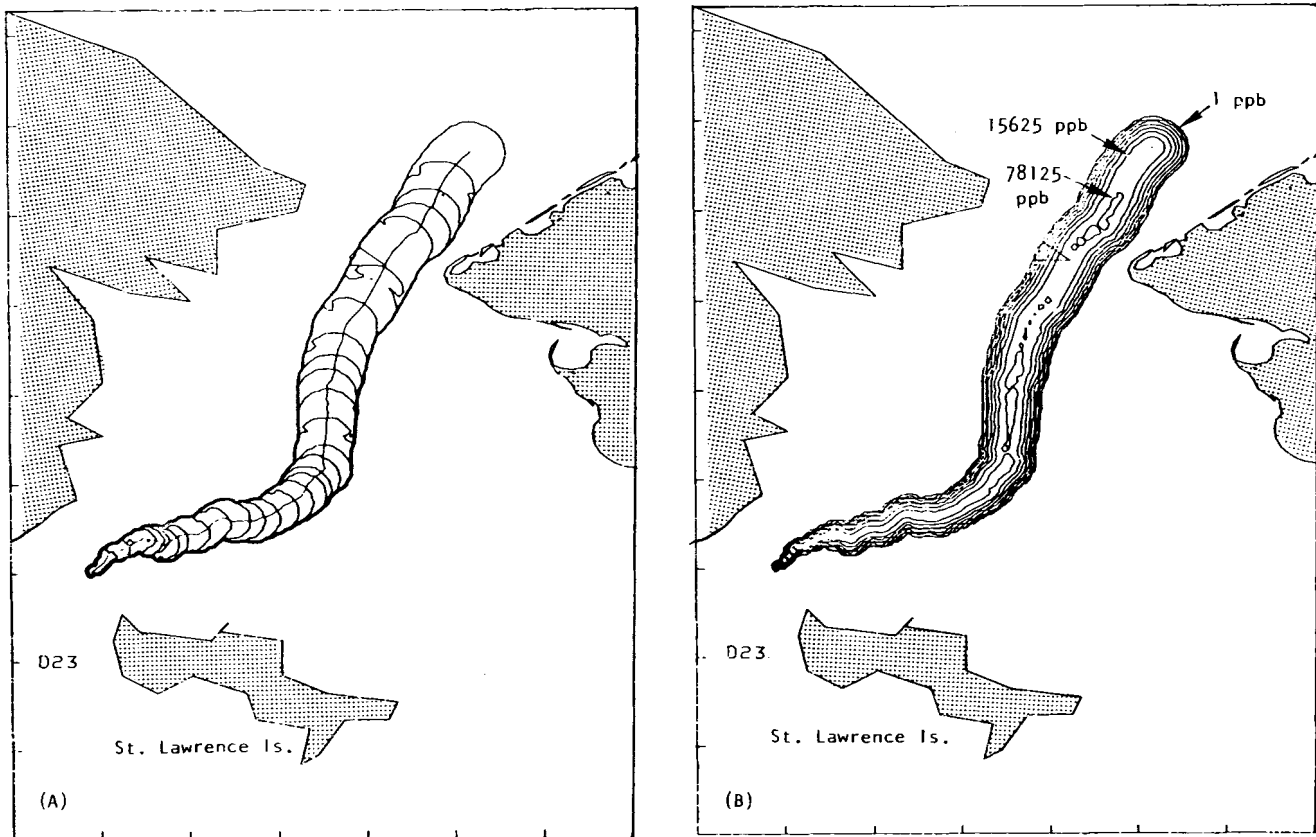 D23
St. Lawrence Is.
(A)
1 ppb
15625 ppb
78125
ppb
D23
St. Lawrence Is.
(B)